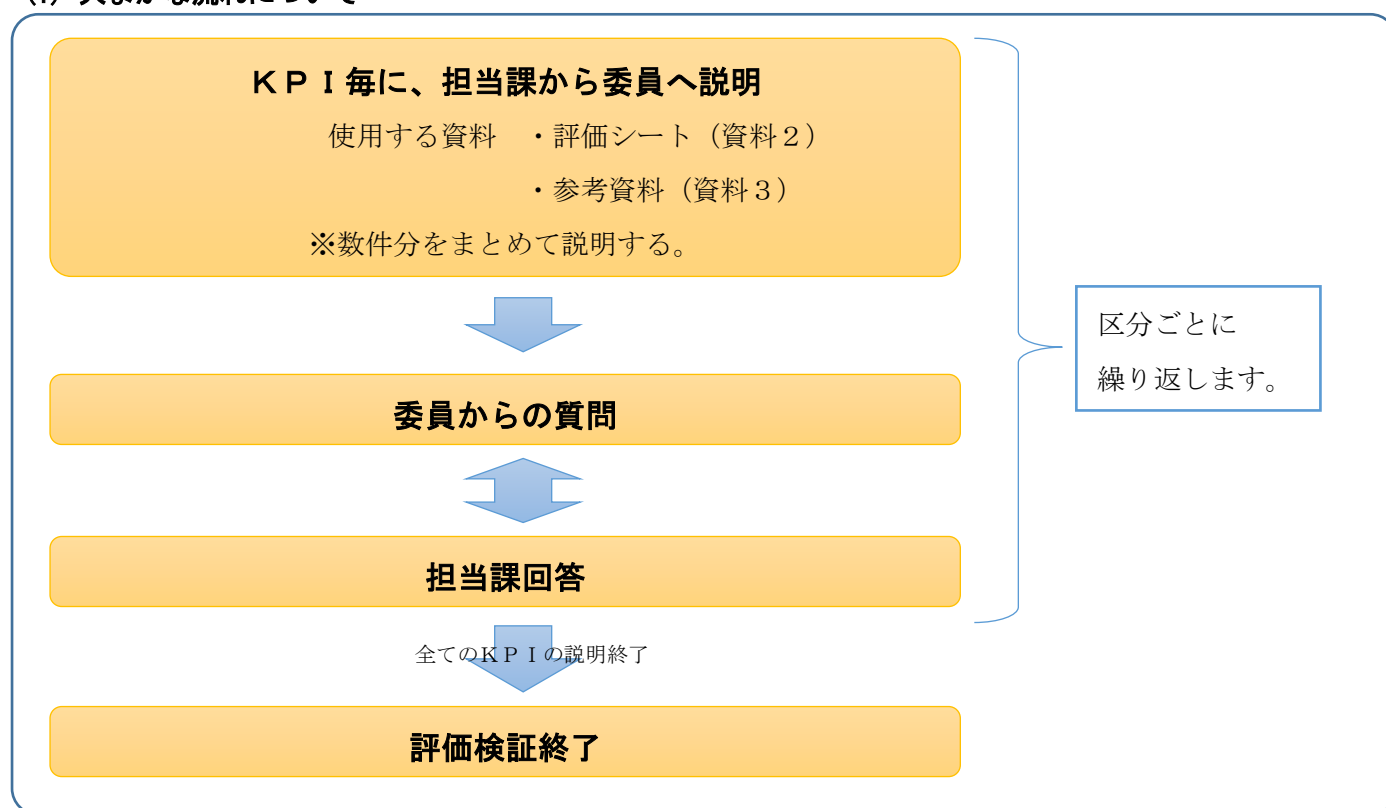 ＫＰＩ毎に、担当課から委員へ説明
使用する資料　・評価シート（資料２）
・参考資料（資料３）
※数件分をまとめて説明する。
区分ごとに
繰り返します。
委員からの質問
担当課回答
全てのＫＰＩの説明終了
評価検証終了